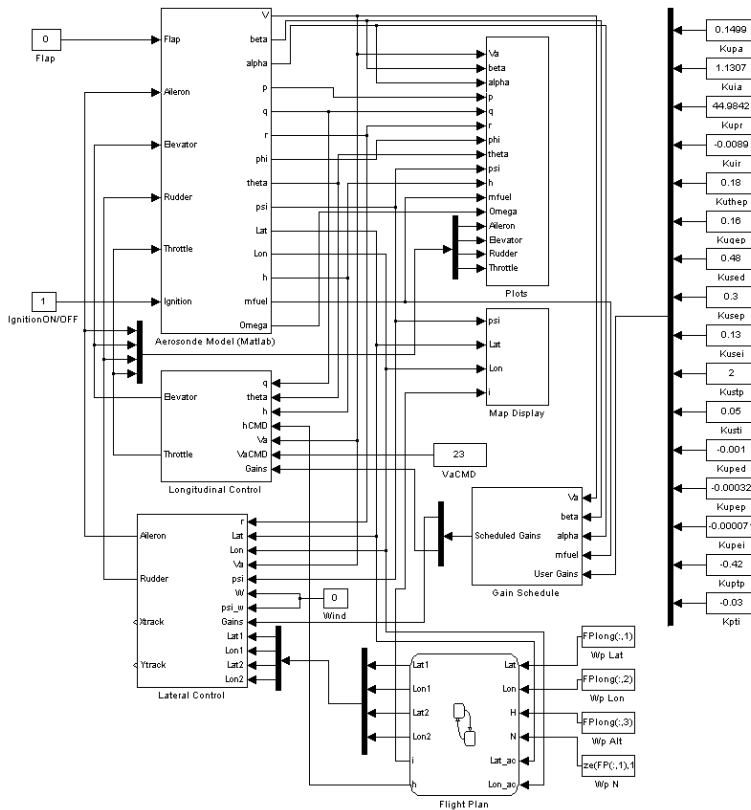 0
Flap
1
IgnitionON/OFF
Flap
Aileron
Elevator
Rudder
Throttle
Ignition
V
beta
alpha
p
q
r
phi
theta
psi
Lat
Lon
h
mfuel
Omega
Aerosonde Model (Matlab)
Va
beta
alpha
p
q
r
phi
theta
psi
h
mfuel
Omega
Aileron
Elevator
Rudder
Throttle
Plots
psi
Lat
Lon
i
Map Display
Elevator
Throttle
q
theta
h
hCMD
Va
VaCMD
Gains
Longitudinal Control
23
VaCMD
Aileron
Rudder
Xtrack
Ytrack
r
Lat
Lon
Va
psi
W
psi_w
Gains
Lat1
Lon1
Lat2
Lon2
Lateral Control
0
Wind
Scheduled Gains
Va
beta
alpha
mfuel
User Gains
Gain Schedule
Lat1
Lon1
Lat2
Lon2
i
h
Lat
Lon
H
N
Lat_ac
Lon_ac
Flight Plan
FPlong(:,1)
Wp Lat
FPlong(:,2)
Wp Lon
FPlong(:,3)
Wp Alt
ze(FP(:,1),1
Wp N
0.1499
Kupa
1.1307
Kuia
44.9842
Kupr
-0.0089
Kuir
0.18
Kuthep
0.16
Kuqep
0.48
Kused
0.3
Kusep
0.13
Kusei
2
Kustp
0.05
Kusti
-0.001
Kuped
-0.00032
Kupep
-0.000071
Kupei
-0.42
Kuptp
-0.03
Kpti